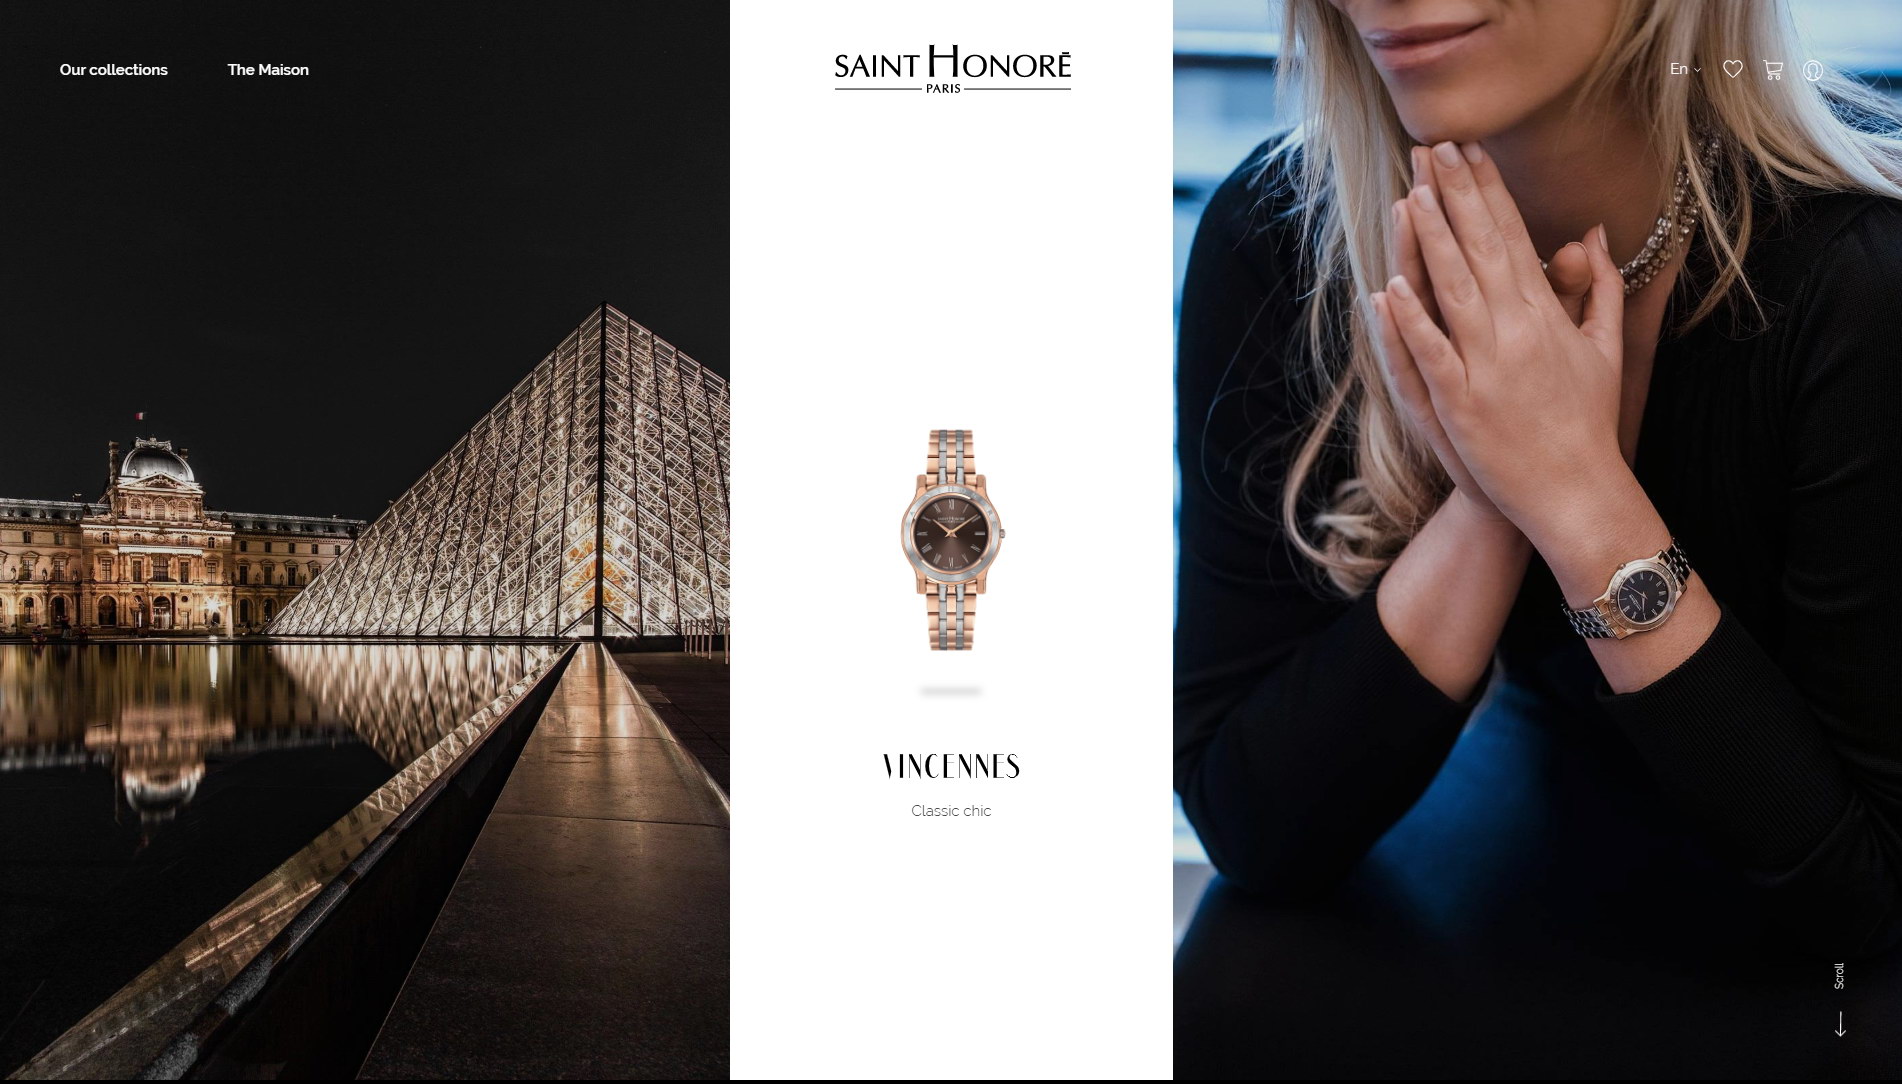 Our collections
The Maison
SAINT HONORĒ
PARIS
En
VINCENNES
Classic chic
Scroll